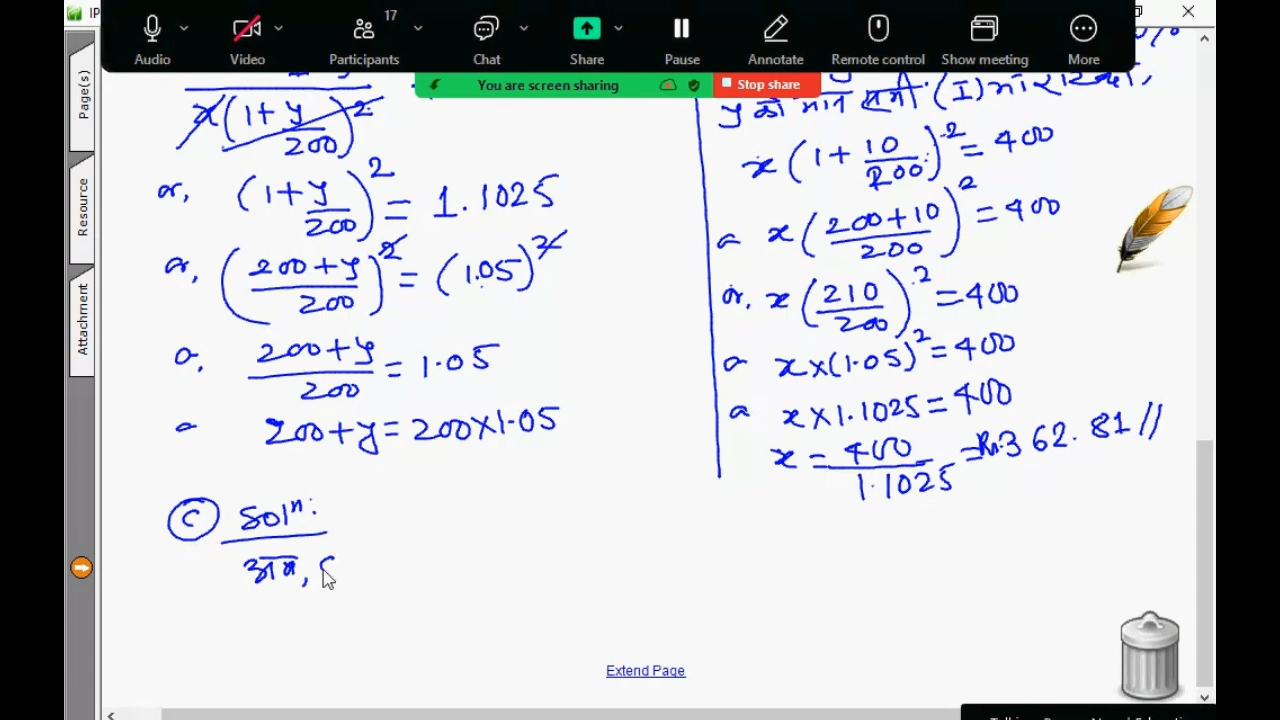 17
Audio
Video
Participants
Chat
Share
Pause
Annotate
Remote control
Show meeting
More
You are screen sharing
Stop share
Page(s)
Resource
Attachment
x(1+y/200)²
or, (1+y/200)² = 1.1025
or, (200+y/200)² = (1.05)²
or, 200+y/200 = 1.05
or 200+y = 200×1.05
(C) Solⁿ:
अब,
y को मान (I) मा
x(1+10/200)² = 400
or x(200+10/200)² = 400
or, x(210/200)² = 400
or x×(1.05)² = 400
or x×1.1025 = 400
x = 400/1.1025 = Rs.362.81//
Extend Page